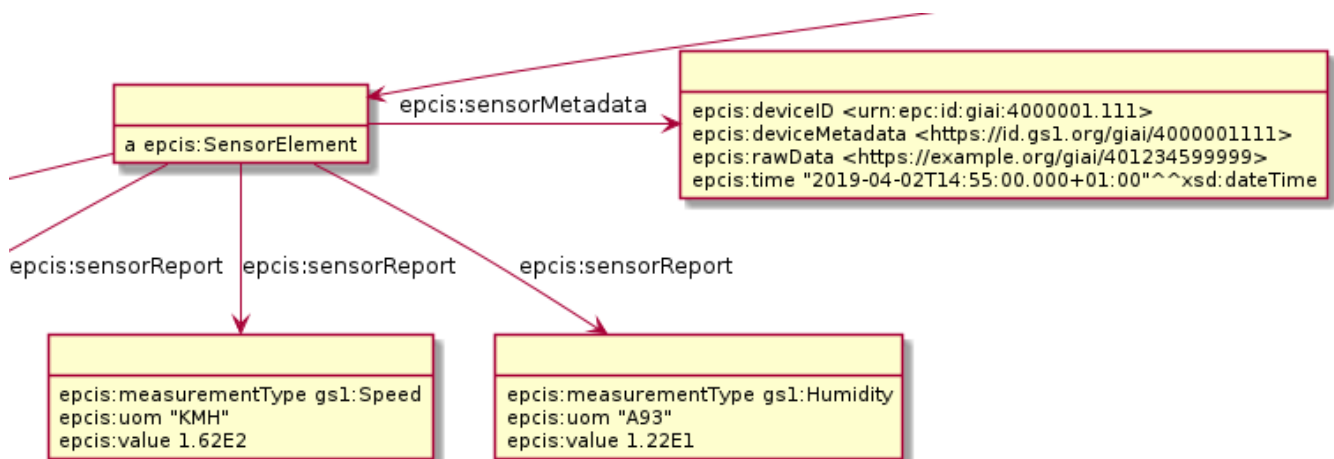 epcis:sensorMetadata
epcis:deviceID <urn:epc:id:giai:4000001.111>
epcis:deviceMetadata <https://id.gs1.org/giai/4000001111>
epcis:rawData <https://example.org/giai/401234599999>
epcis:time "2019-04-02T14:55:00.000+01:00"^^xsd:dateTime
a epcis:SensorElement
epcis:sensorReport
epcis:sensorReport
epcis:sensorReport
epcis:measurementType gs1:Speed
epcis:uom "KMH"
epcis:value 1.62E2
epcis:measurementType gs1:Humidity
epcis:uom "A93"
epcis:value 1.22E1